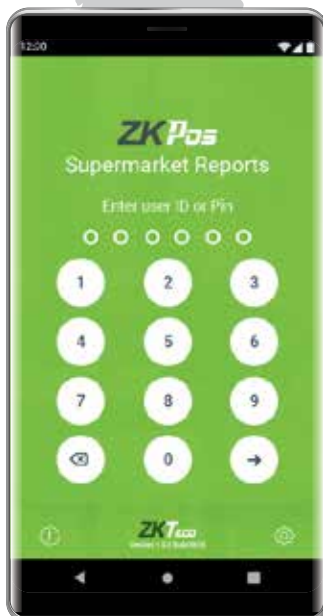 12:00
ZKPos
Supermarket Reports
Enter user ID or Pin
1 2 3
4 5 6
7 8 9
0
ZKTeco